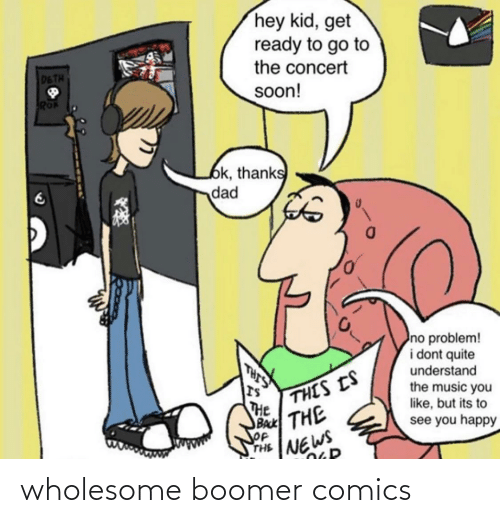 hey kid, get
ready to go to
the concert
soon!
DETH
ROK
ok, thanks
dad
no problem!
i dont quite
understand
the music you
like, but its to
see you happy
THIS
IS
THE
BACK
OF
THE
THIS IS
THE
NEWS
wholesome boomer comics